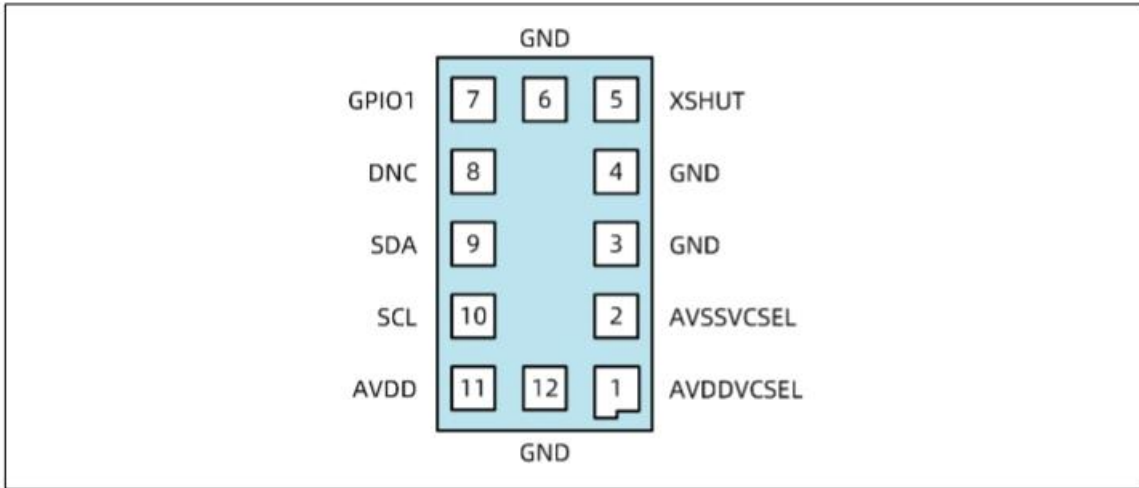 GND
GPIO1 7 6 5 XSHUT
DNC 8 4 GND
SDA 9 3 GND
SCL 10 2 AVSSVCSEL
AVDD 11 12 1 AVDDVCSEL
GND